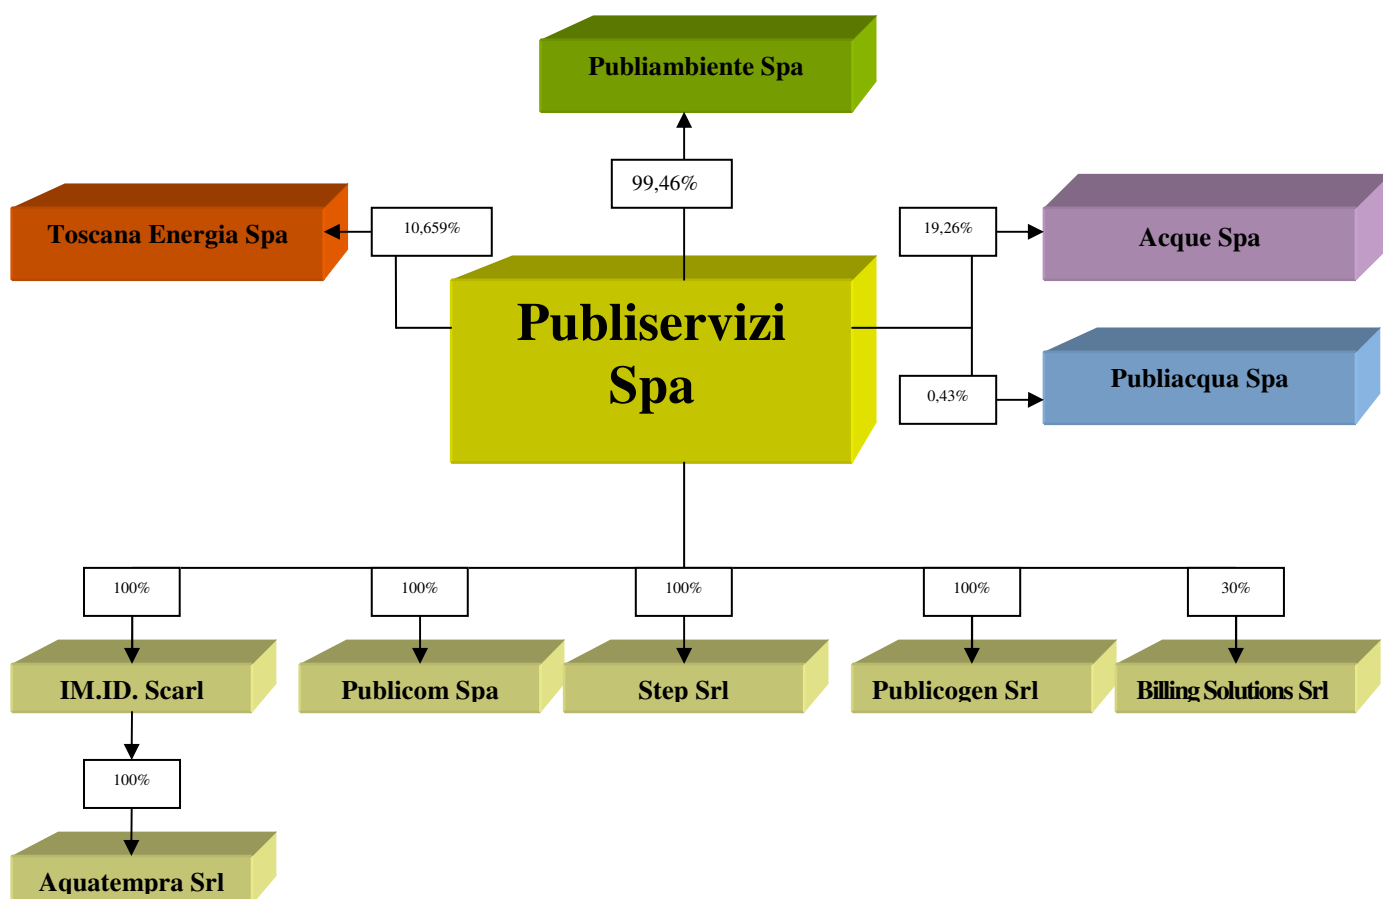 Publiambiente Spa
99,46%
Toscana Energia Spa
10,659%
19,26%
Acque Spa
Publiservizi
Spa
0,43%
Publiacqua Spa
100%
100%
100%
100%
30%
IM.ID. Scarl
Publicom Spa
Step Srl
Publicogen Srl
Billing Solutions Srl
100%
Aquatempra Srl